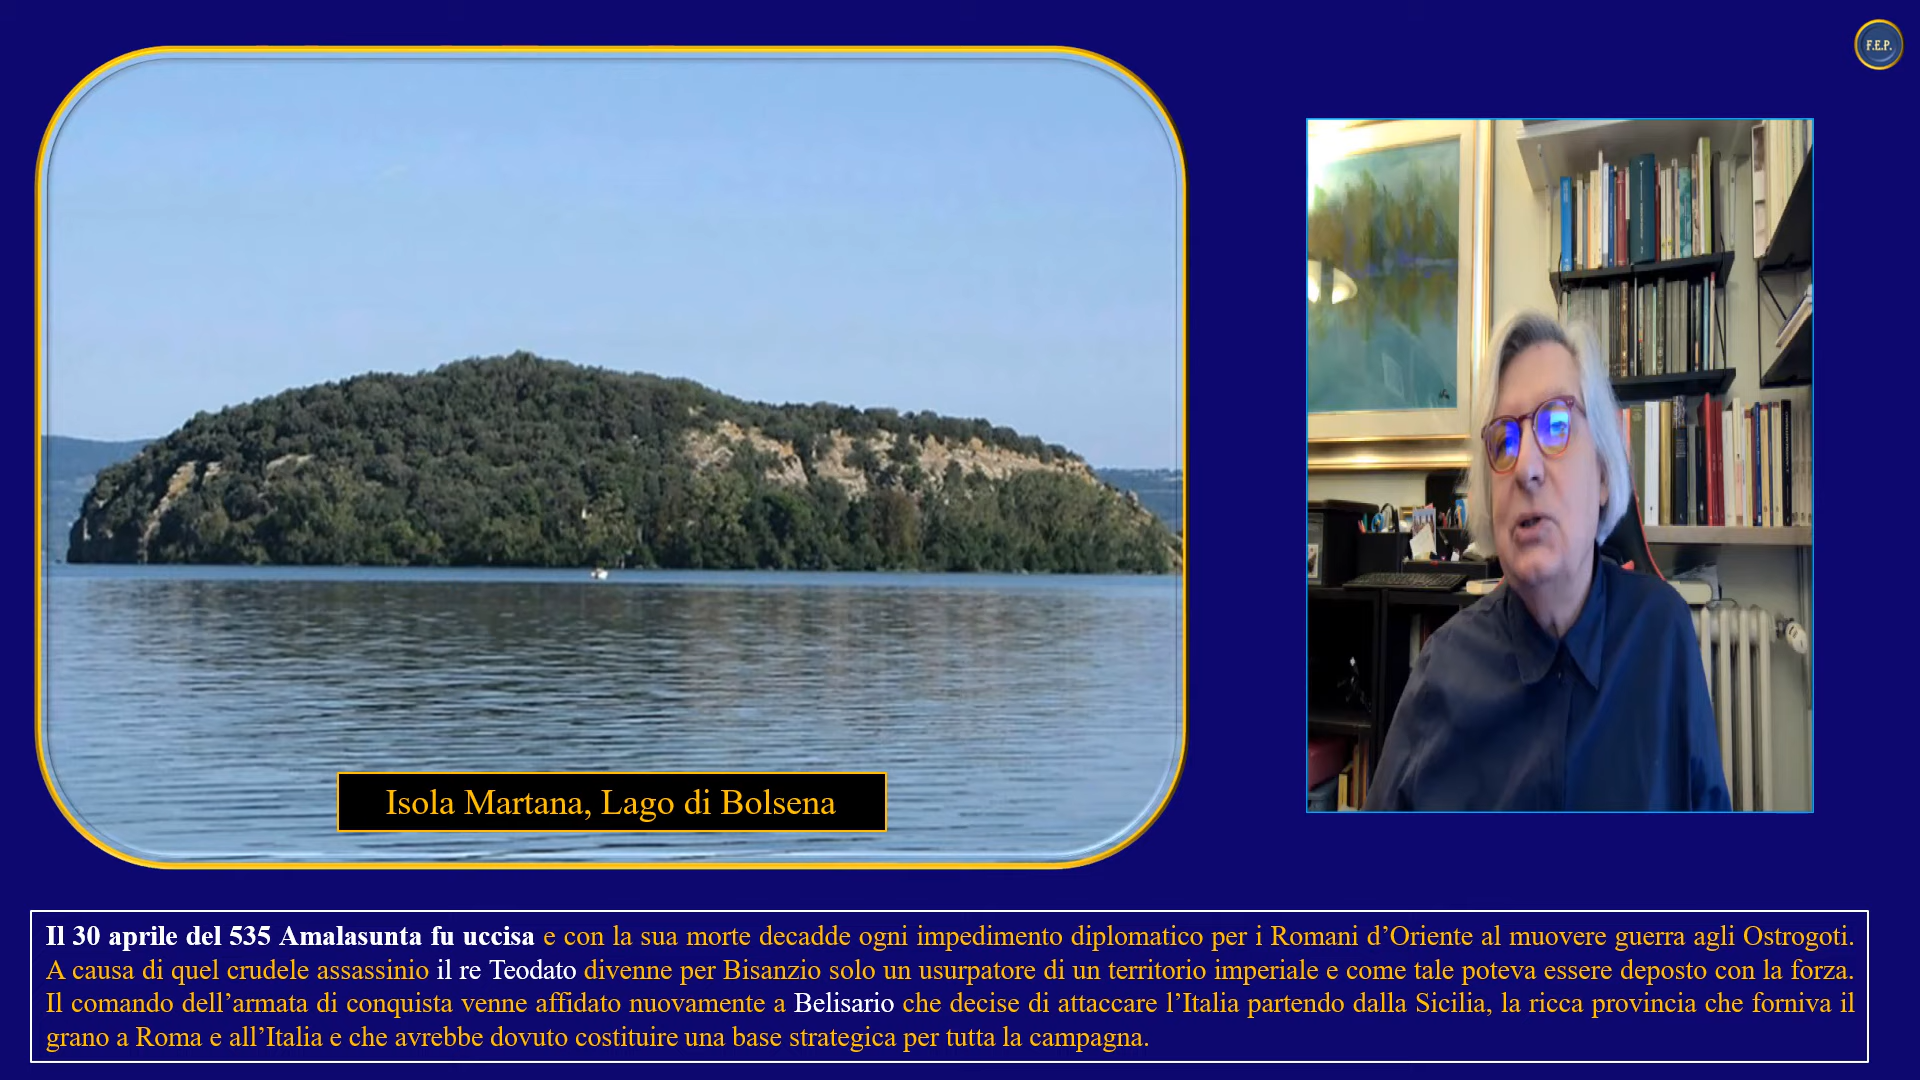 F.E.P.
Isola Martana, Lago di Bolsena
Il 30 aprile del 535 Amalasunta fu uccisa e con la sua morte decadde ogni impedimento diplomatico per i Romani d’Oriente al muovere guerra agli Ostrogoti.
A causa di quel crudele assassinio il re Teodato divenne per Bisanzio solo un usurpatore di un territorio imperiale e come tale poteva essere deposto con la forza.
Il comando dell’armata di conquista venne affidato nuovamente a Belisario che decise di attaccare l’Italia partendo dalla Sicilia, la ricca provincia che forniva il
grano a Roma e all’Italia e che avrebbe dovuto costituire una base strategica per tutta la campagna.